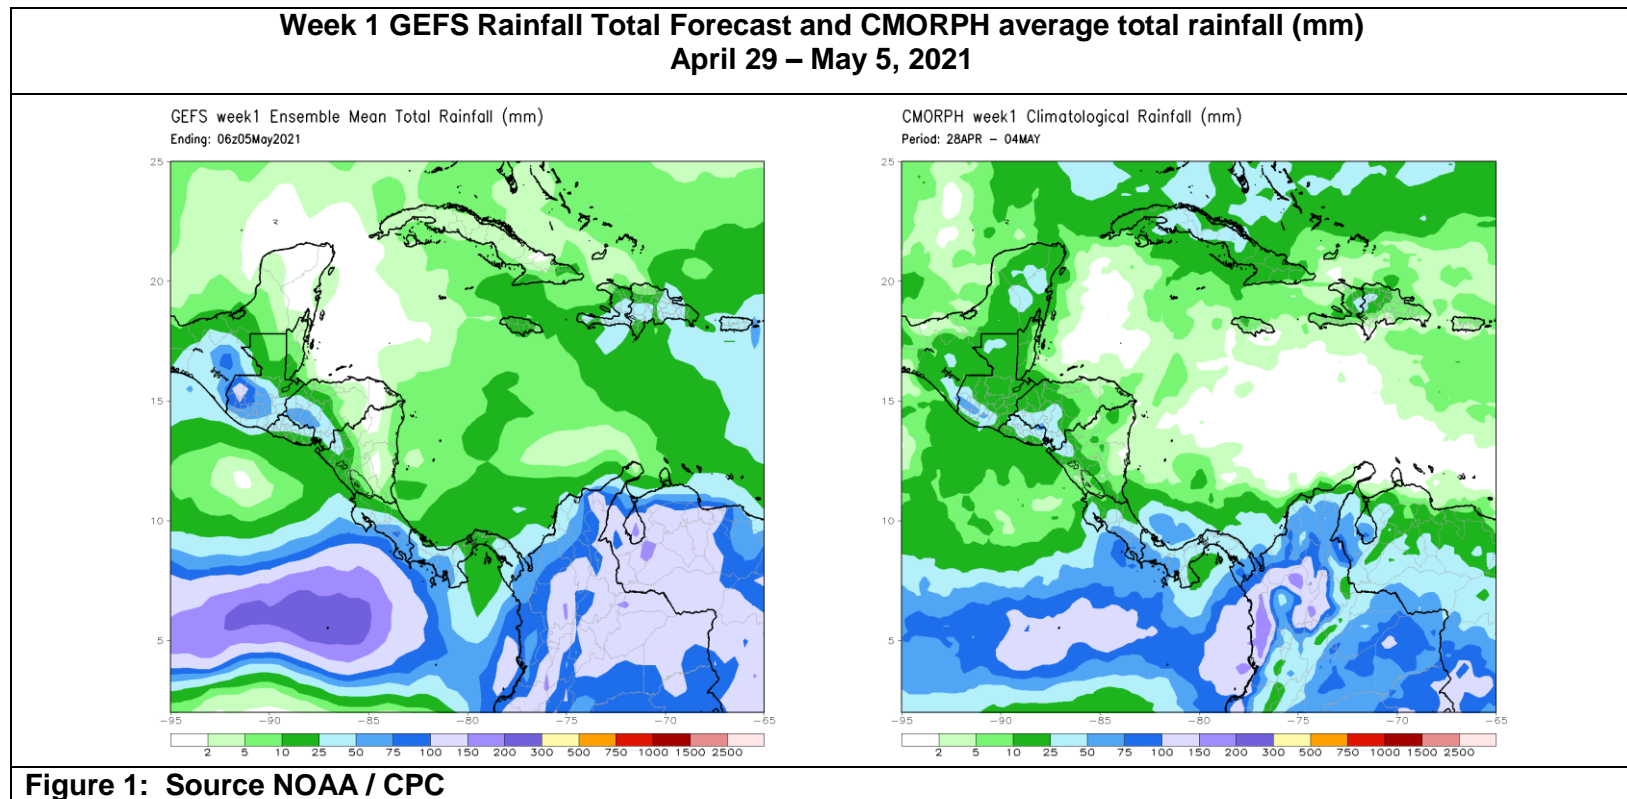 Week 1 GEFS Rainfall Total Forecast and CMORPH average total rainfall (mm)
April 29 – May 5, 2021
GEFS week1 Ensemble Mean Total Rainfall (mm)
Ending: 06z05May2021
25
20
15
10
5
-95 -90 -85 -80 -75 -70 -65
2 5 10 25 50 75 100 150 200 300 500 750 1000 1500 2500
CMORPH week1 Climatological Rainfall (mm)
Period: 28APR – 04MAY
25
20
15
10
5
-95 -90 -85 -80 -75 -70 -65
2 5 10 25 50 75 100 150 200 300 500 750 1000 1500 2500
Figure 1: Source NOAA / CPC